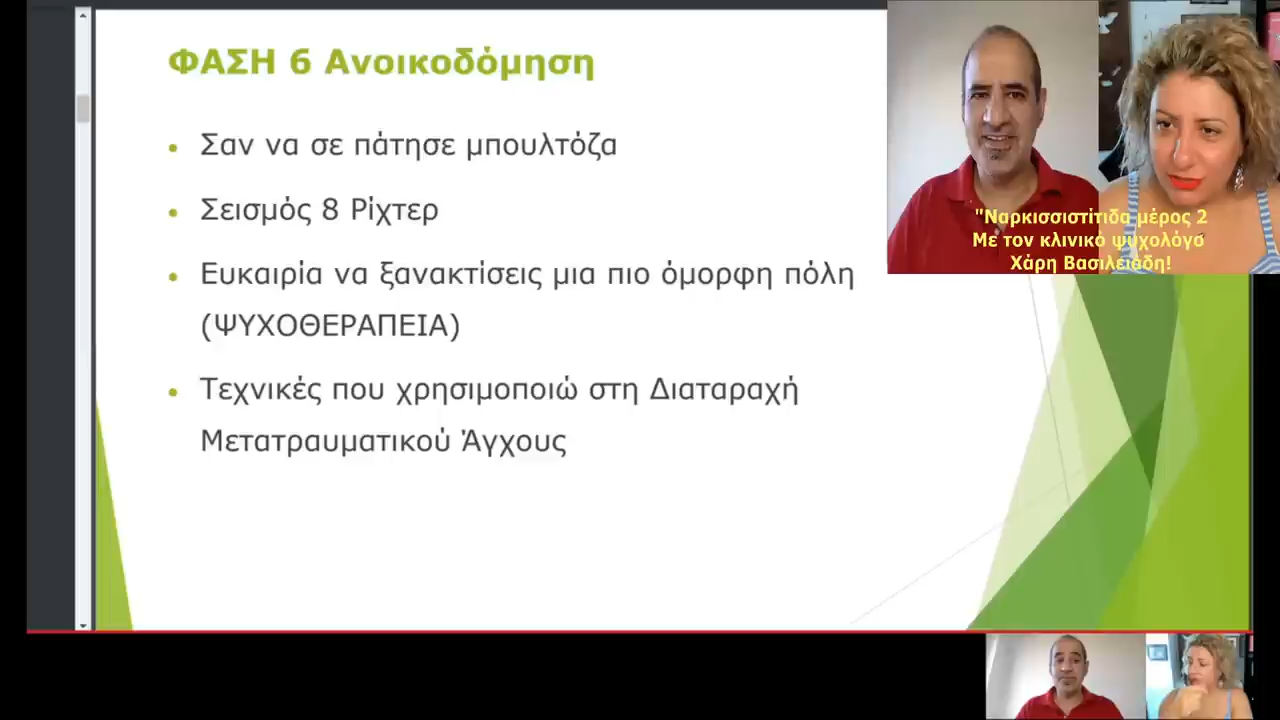 ΦΑΣΗ 6 Ανοικοδόμηση
• Σαν να σε πάτησε μπουλτόζα
• Σεισμός 8 Ρίχτερ
• Ευκαιρία να ξανακτίσεις μια πιο όμορφη πόλη
(ΨΥΧΟΘΕΡΑΠΕΙΑ)
• Τεχνικές που χρησιμοποιώ στη Διαταραχή
Μετατραυματικού Άγχους
"Ναρκισσιστίτιδα μέρος 2
Με τον κλινικό ψυχολόγο
Χάρη Βασιλειάδη!